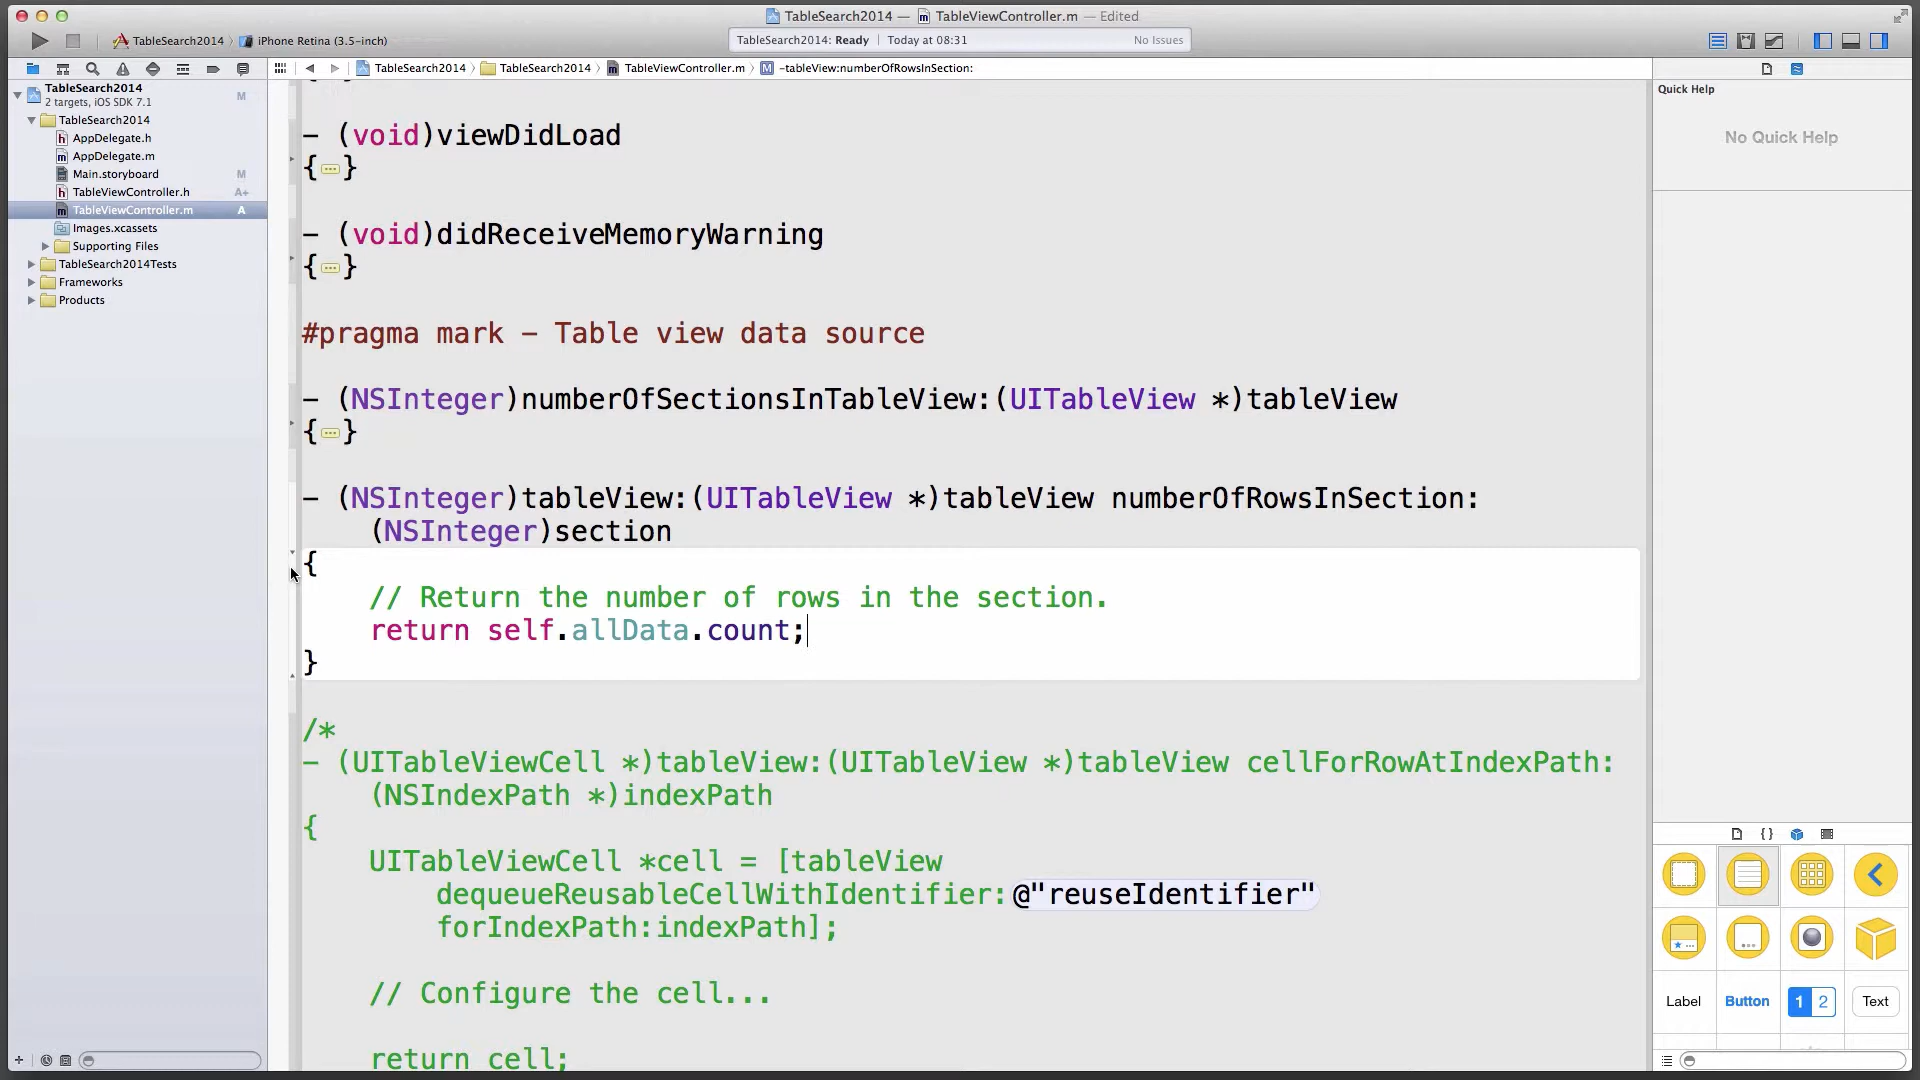 TableSearch2014 — TableViewController.m — Edited
TableSearch2014 iPhone Retina (3.5-inch)
TableSearch2014: Ready Today at 08:31 No Issues
TableSearch2014 TableSearch2014 TableViewController.m M -tableView:numberOfRowsInSection:
TableSearch2014 M
2 targets, iOS SDK 7.1
TableSearch2014
h AppDelegate.h
m AppDelegate.m
Main.storyboard M
h TableViewController.h A+
m TableViewController.m A
Images.xcassets
Supporting Files
TableSearch2014Tests
Frameworks
Products
- (void)viewDidLoad
{...}
- (void)didReceiveMemoryWarning
{...}
#pragma mark - Table view data source
- (NSInteger)numberOfSectionsInTableView:(UITableView *)tableView
{...}
- (NSInteger)tableView:(UITableView *)tableView numberOfRowsInSection:
(NSInteger)section
{
// Return the number of rows in the section.
return self.allData.count;
}
/*
- (UITableViewCell *)tableView:(UITableView *)tableView cellForRowAtIndexPath:
(NSIndexPath *)indexPath
{
UITableViewCell *cell = [tableView
dequeueReusableCellWithIdentifier:@"reuseIdentifier"
forIndexPath:indexPath];
// Configure the cell...
return cell;
Quick Help
No Quick Help
{ }
Label Button 1 2 Text